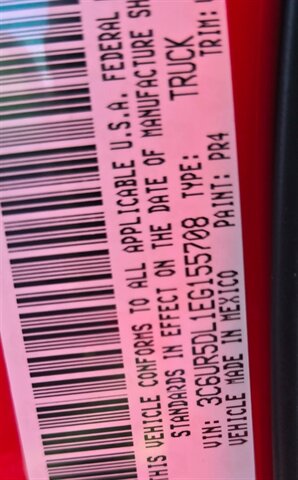 THIS VEHICLE CONFORMS TO ALL APPLICABLE U.S.A. FEDERAL
STANDARDS IN EFFECT ON THE DATE OF MANUFACTURE SH
VIN: 3C6UR5DL1EG155708 TYPE: TRUCK
VEHICLE MADE IN MEXICO PAINT: PR4 TRIM: